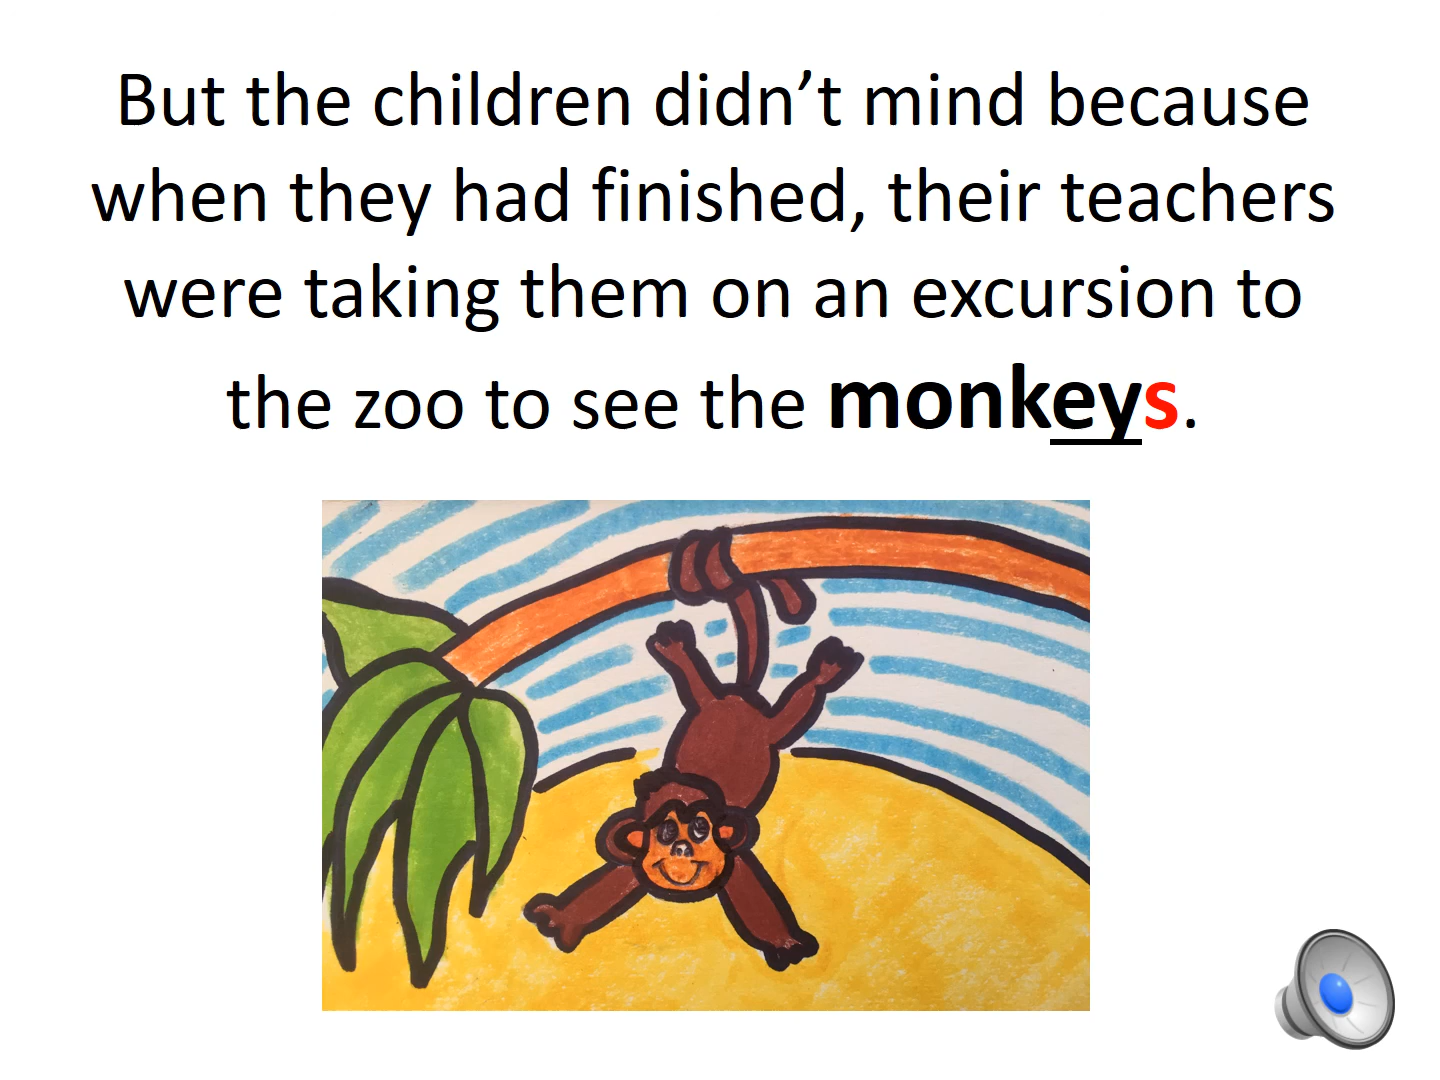 But the children didn’t mind because
when they had finished, their teachers
were taking them on an excursion to
the zoo to see the monkeys.